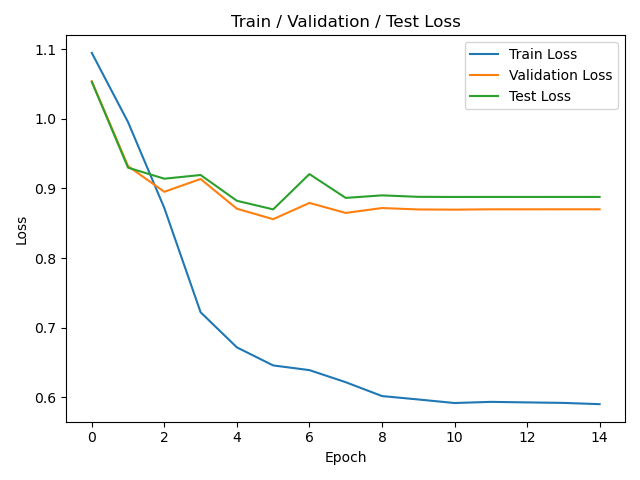 Train / Validation / Test Loss
Train Loss
Validation Loss
Test Loss
1.1
1.0
0.9
0.8
0.7
0.6
Loss
0 2 4 6 8 10 12 14
Epoch